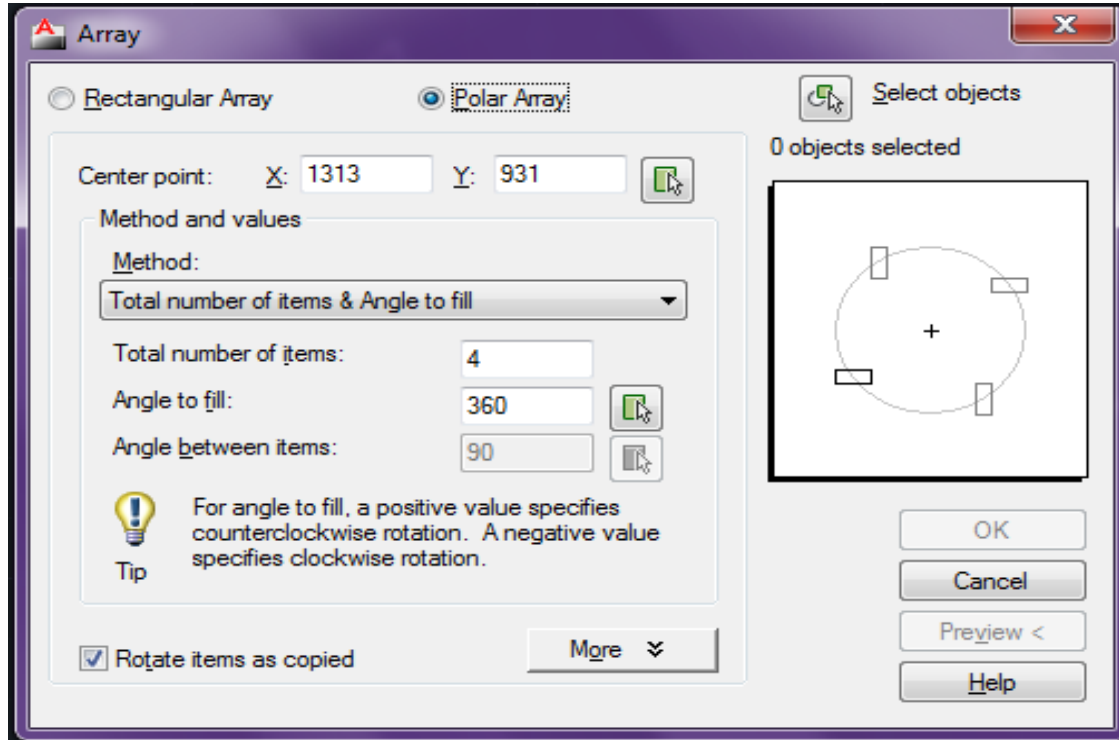 Array
Rectangular Array
Polar Array
Select objects
0 objects selected
Center point:
X: 1313
Y: 931
Method and values
Method:
Total number of items & Angle to fill
Total number of items: 4
Angle to fill: 360
Angle between items: 90
For angle to fill, a positive value specifies
counterclockwise rotation. A negative value
specifies clockwise rotation.
Tip
Rotate items as copied
More
OK
Cancel
Preview <
Help